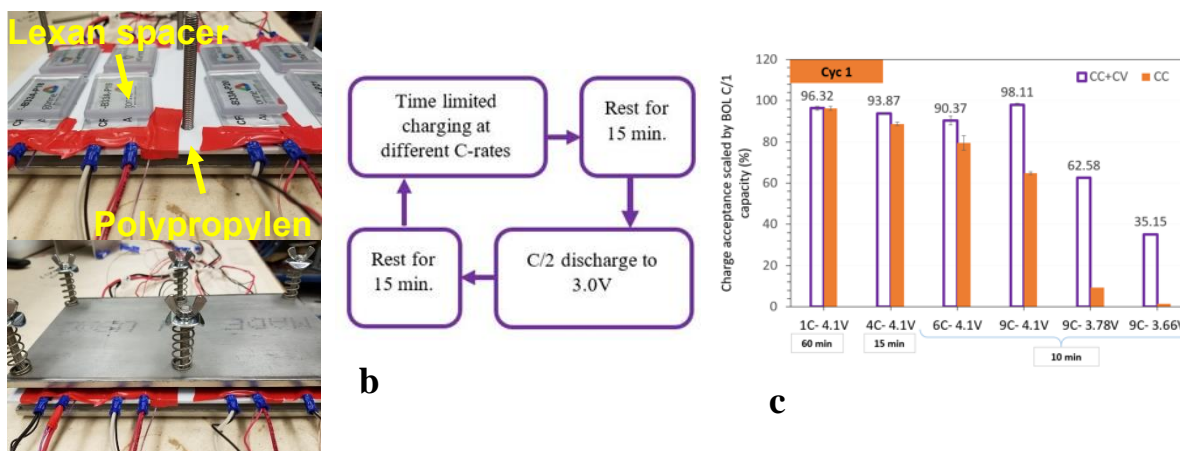 Lexan spacer
Polypropylen
Time limited
charging at
different C-rates
Rest for
15 min.
Rest for
15 min.
C/2 discharge to
3.0V
b
Charge acceptance scaled by BOL C/1
capacity (%)
120
100
80
60
40
20
0
Cyc 1
CC+CV
CC
96.32
93.87
90.37
98.11
62.58
35.15
1C- 4.1V
4C- 4.1V
6C- 4.1V
9C- 4.1V
9C- 3.78V
9C- 3.66V
60 min
15 min
10 min
c